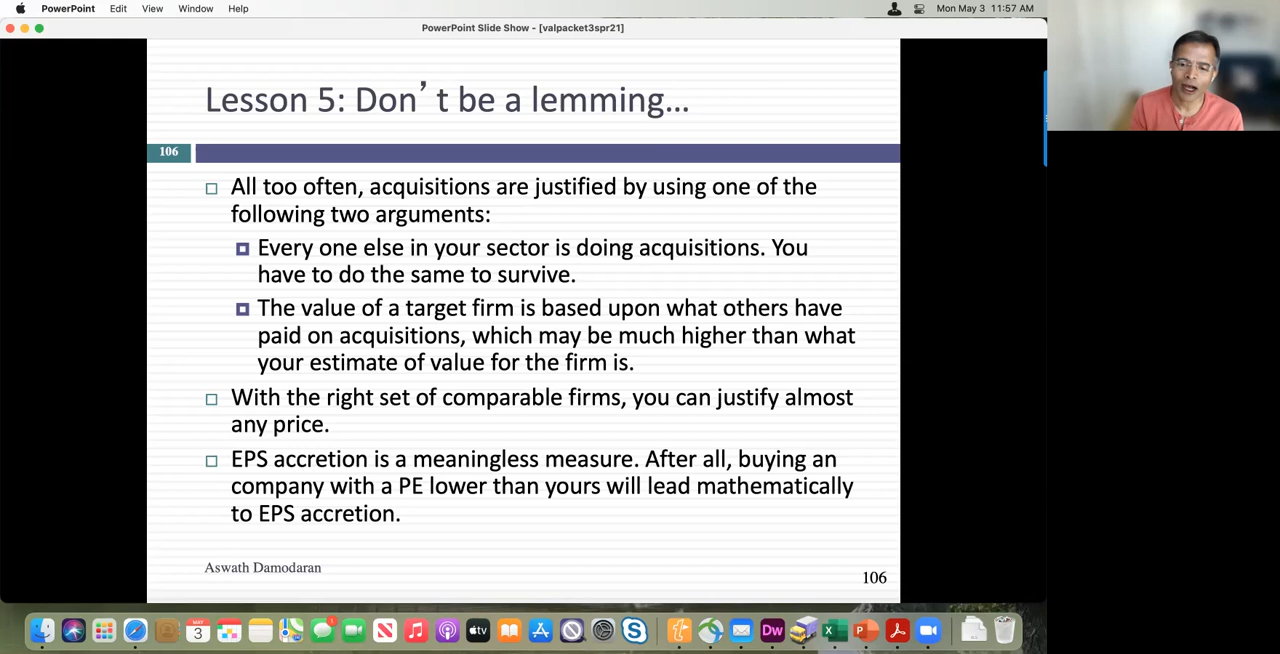 PowerPoint Edit View Window Help Mon May 3 11:57 AM
PowerPoint Slide Show - [valpacket3spr21]
Lesson 5: Don’t be a lemming…
106
All too often, acquisitions are justified by using one of the
following two arguments:
Every one else in your sector is doing acquisitions. You
have to do the same to survive.
The value of a target firm is based upon what others have
paid on acquisitions, which may be much higher than what
your estimate of value for the firm is.
With the right set of comparable firms, you can justify almost
any price.
EPS accretion is a meaningless measure. After all, buying an
company with a PE lower than yours will lead mathematically
to EPS accretion.
Aswath Damodaran
106
MAY
3
tv
Dw
X
P